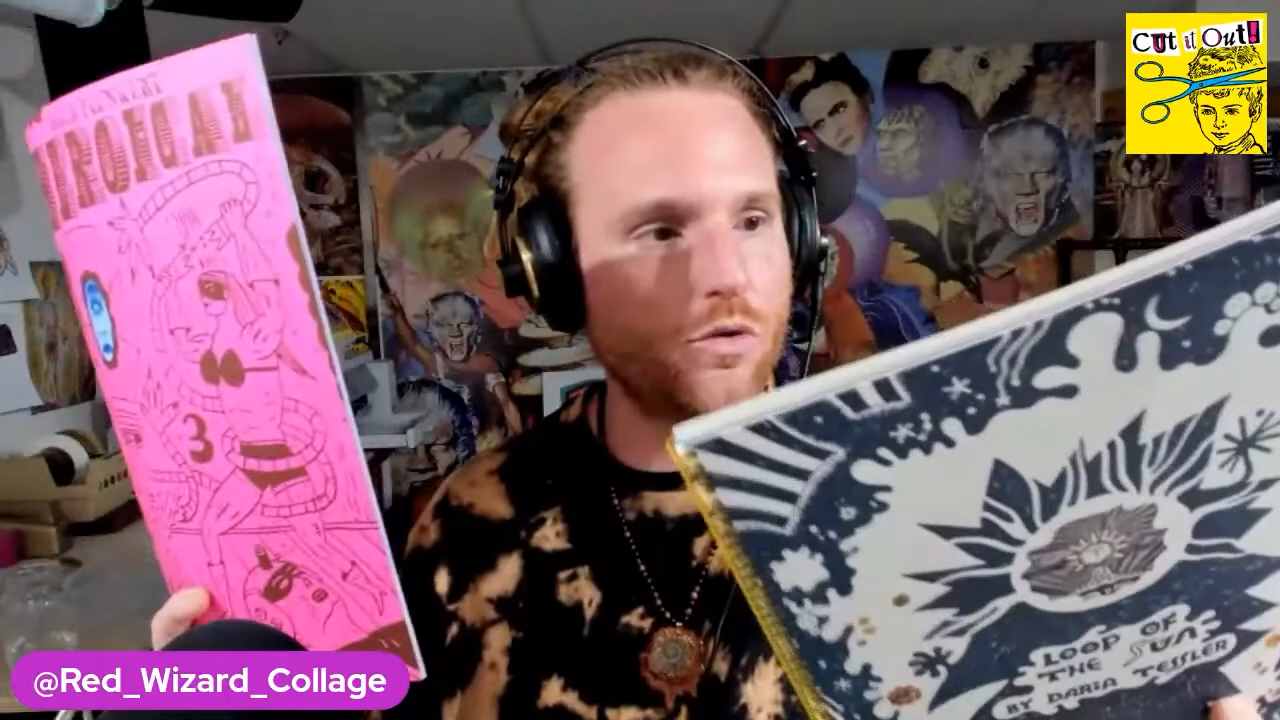 Cut it Out!
3
LOOP OF
THE SUN
BY DARIA TESSLER
@Red_Wizard_Collage